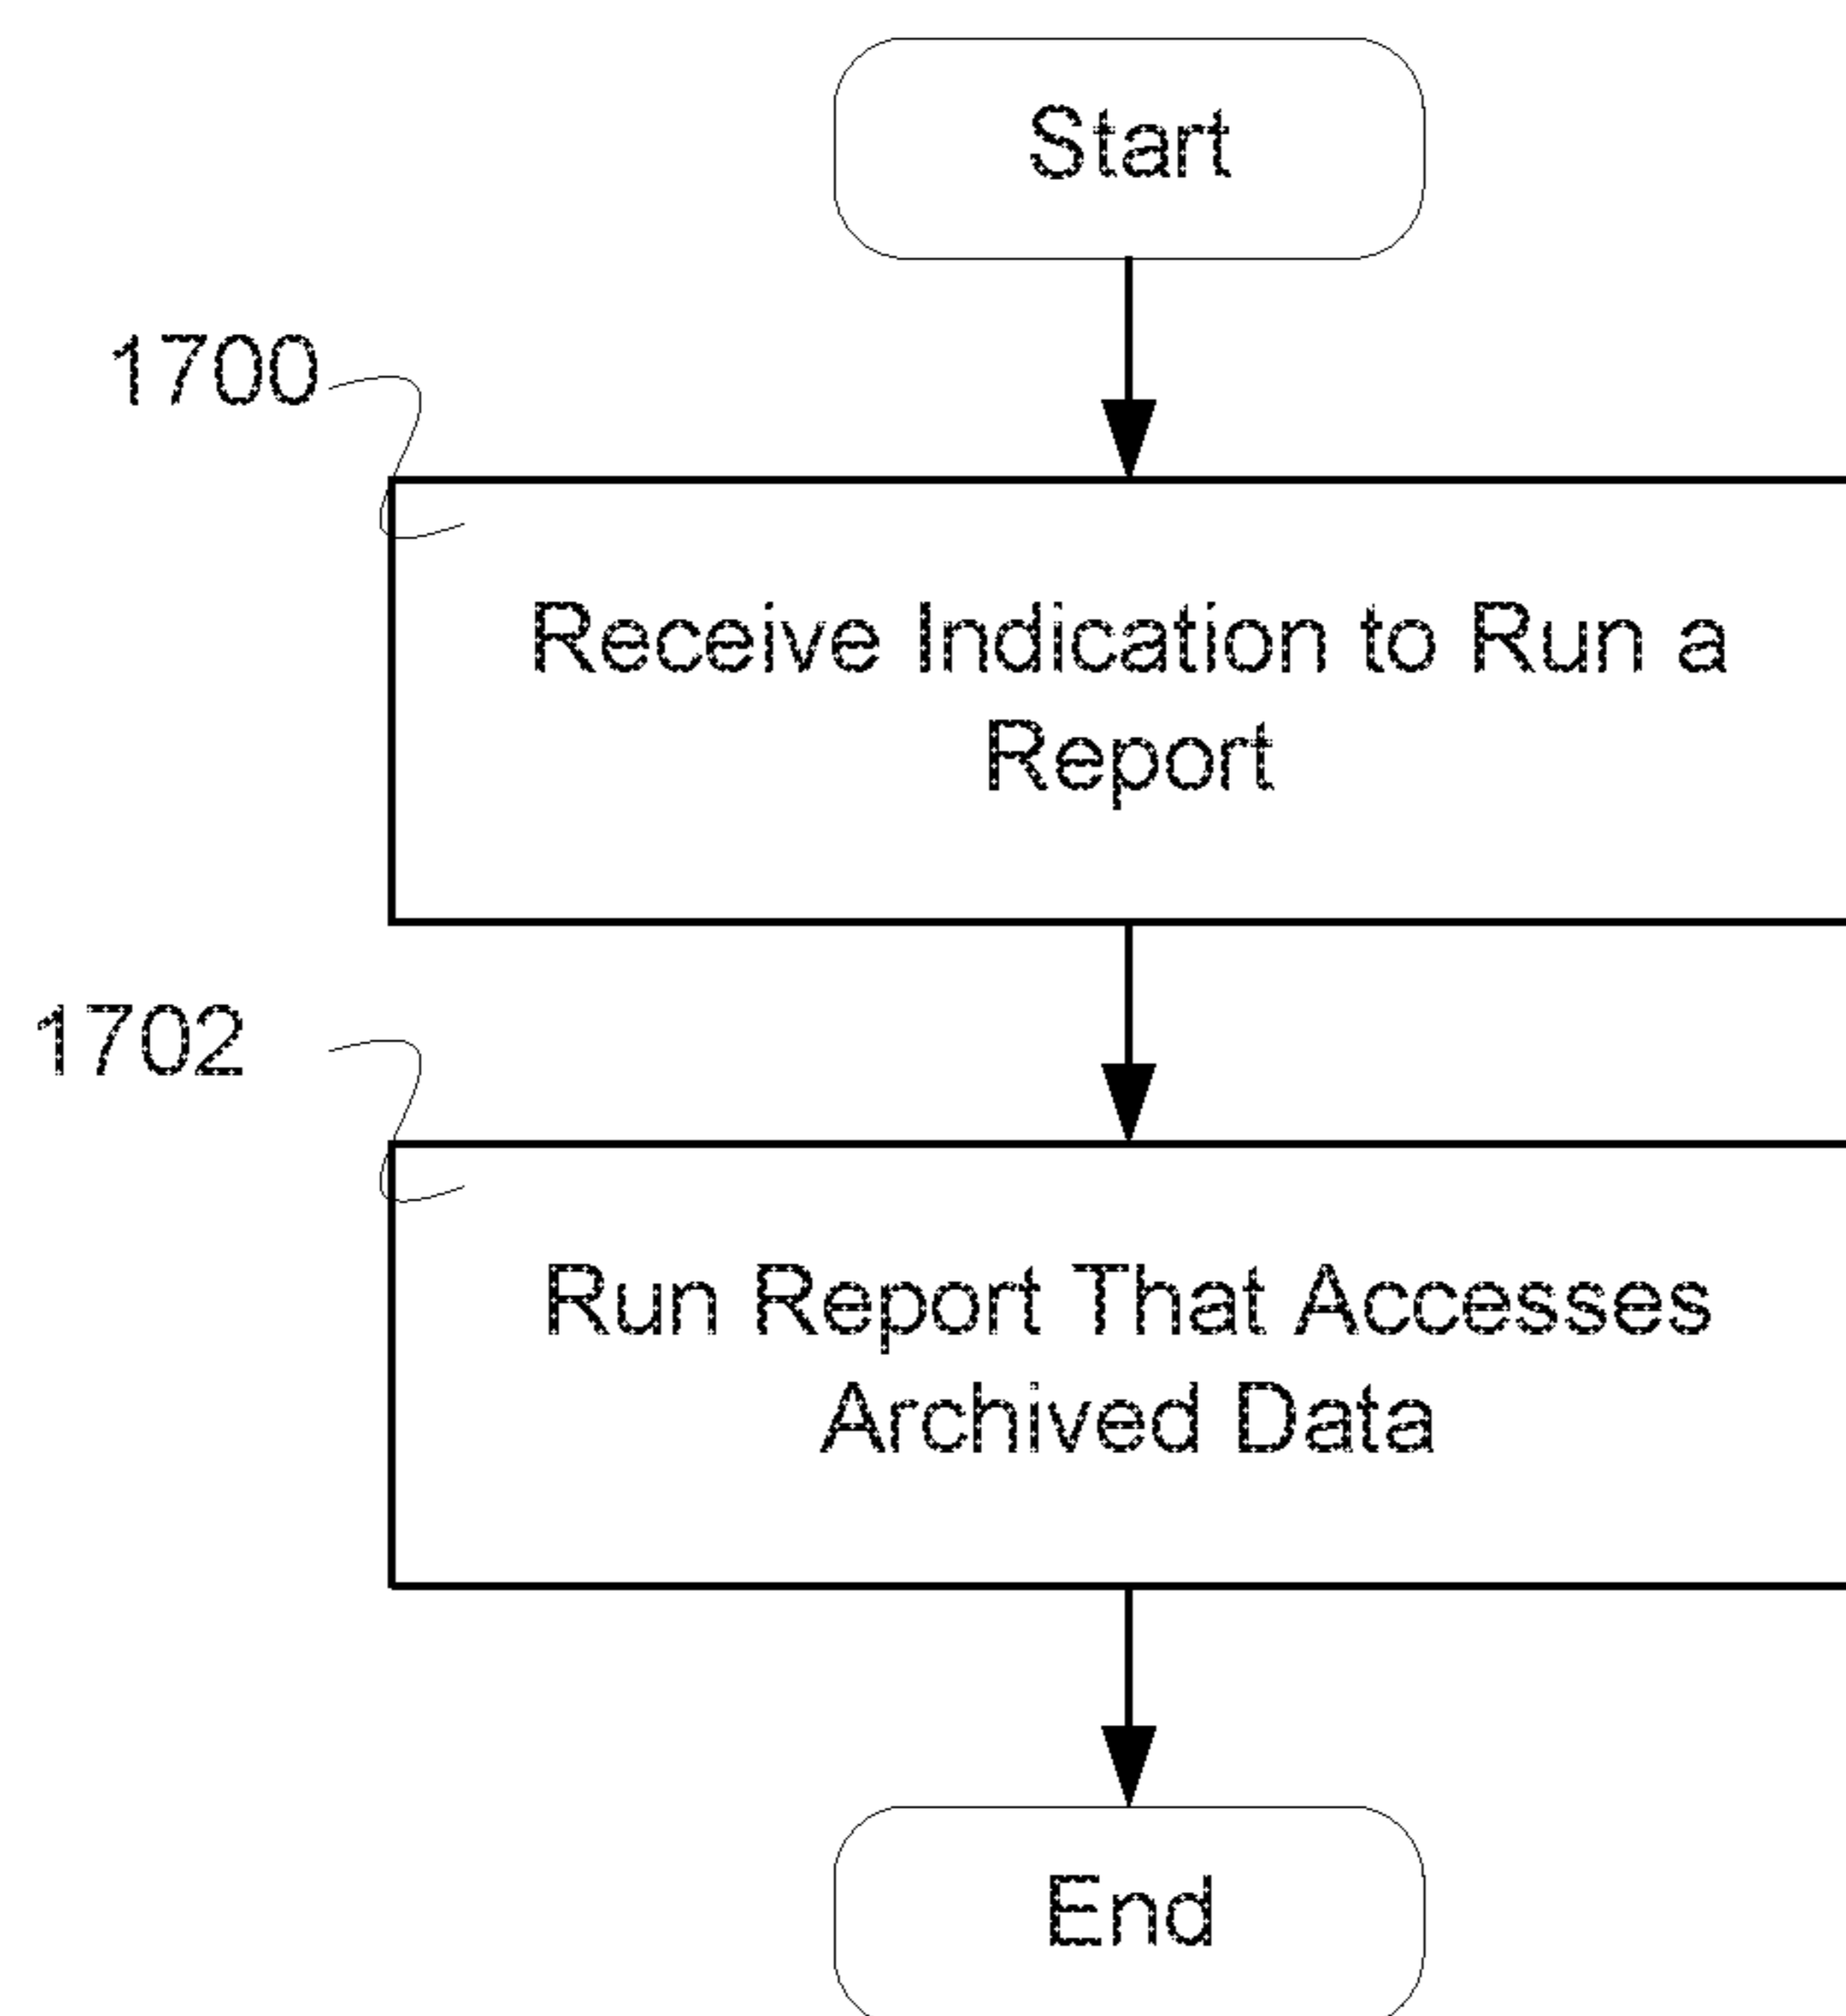 Start
1700
Receive Indication to Run a
Report
1702
Run Report That Accesses
Archived Data
End